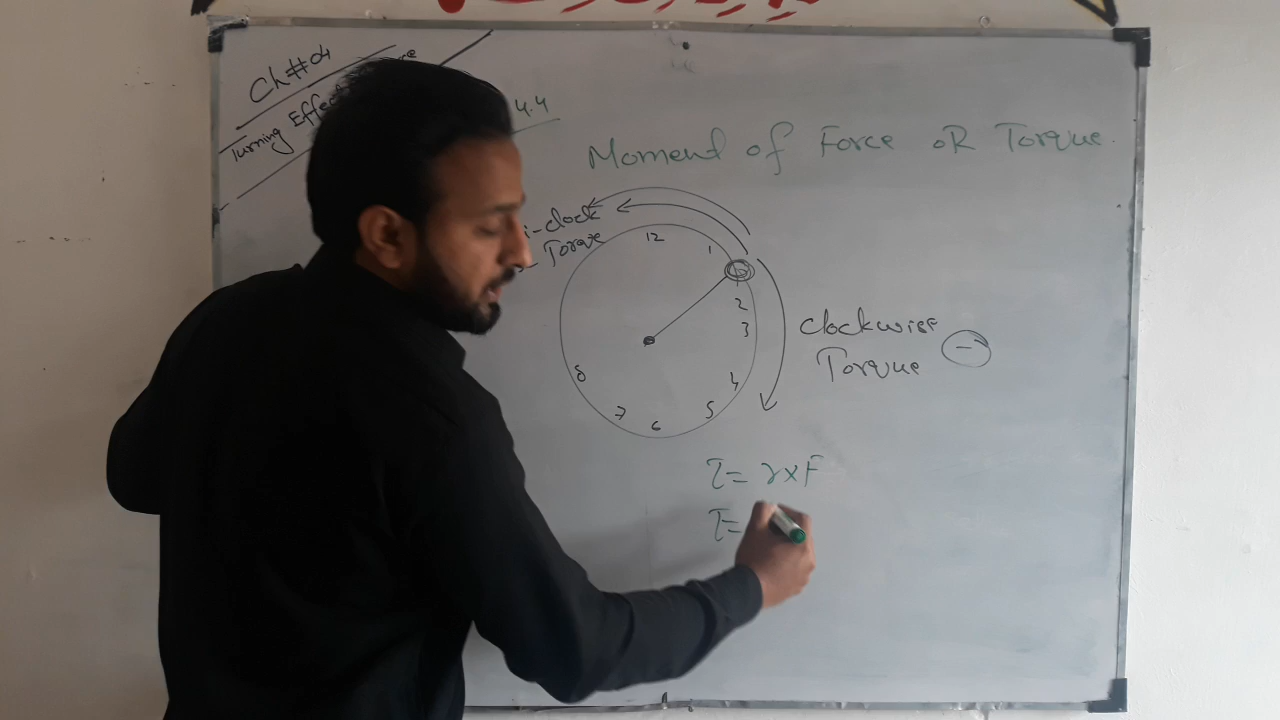 Ch#04
Turning Effect
4.4
Moment of Force OR Torque.
i-clock
Torque
12
1
2
3
4
5
6
7
8
clockwise
Torque -
τ = r×F
τ =